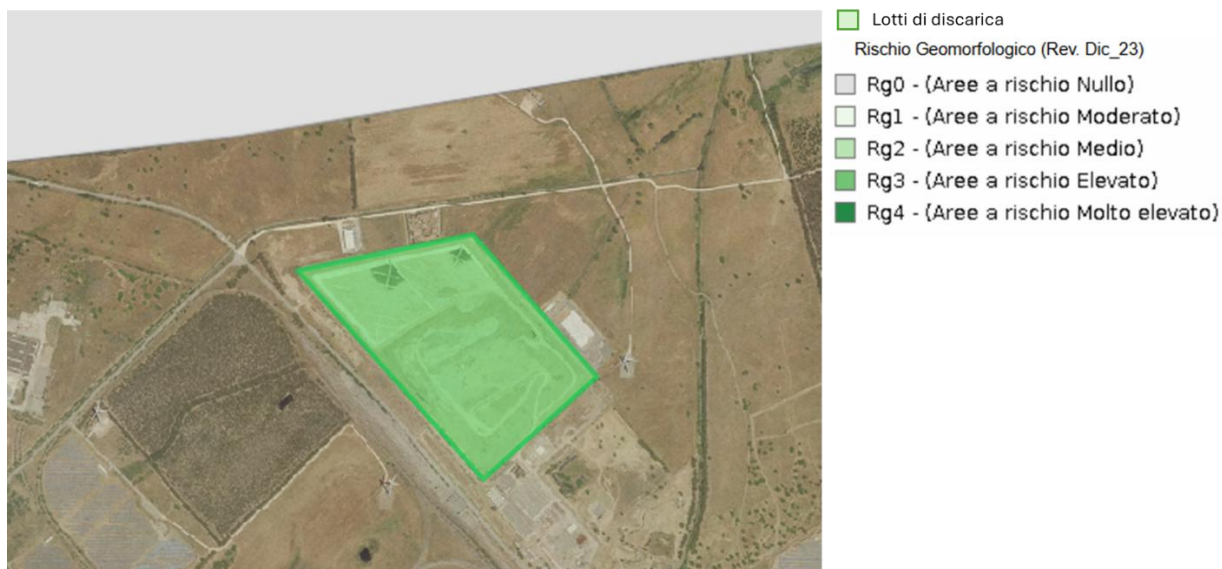 Lotti di discarica
Rischio Geomorfologico (Rev. Dic_23)
Rg0 - (Aree a rischio Nullo)
Rg1 - (Aree a rischio Moderato)
Rg2 - (Aree a rischio Medio)
Rg3 - (Aree a rischio Elevato)
Rg4 - (Aree a rischio Molto elevato)